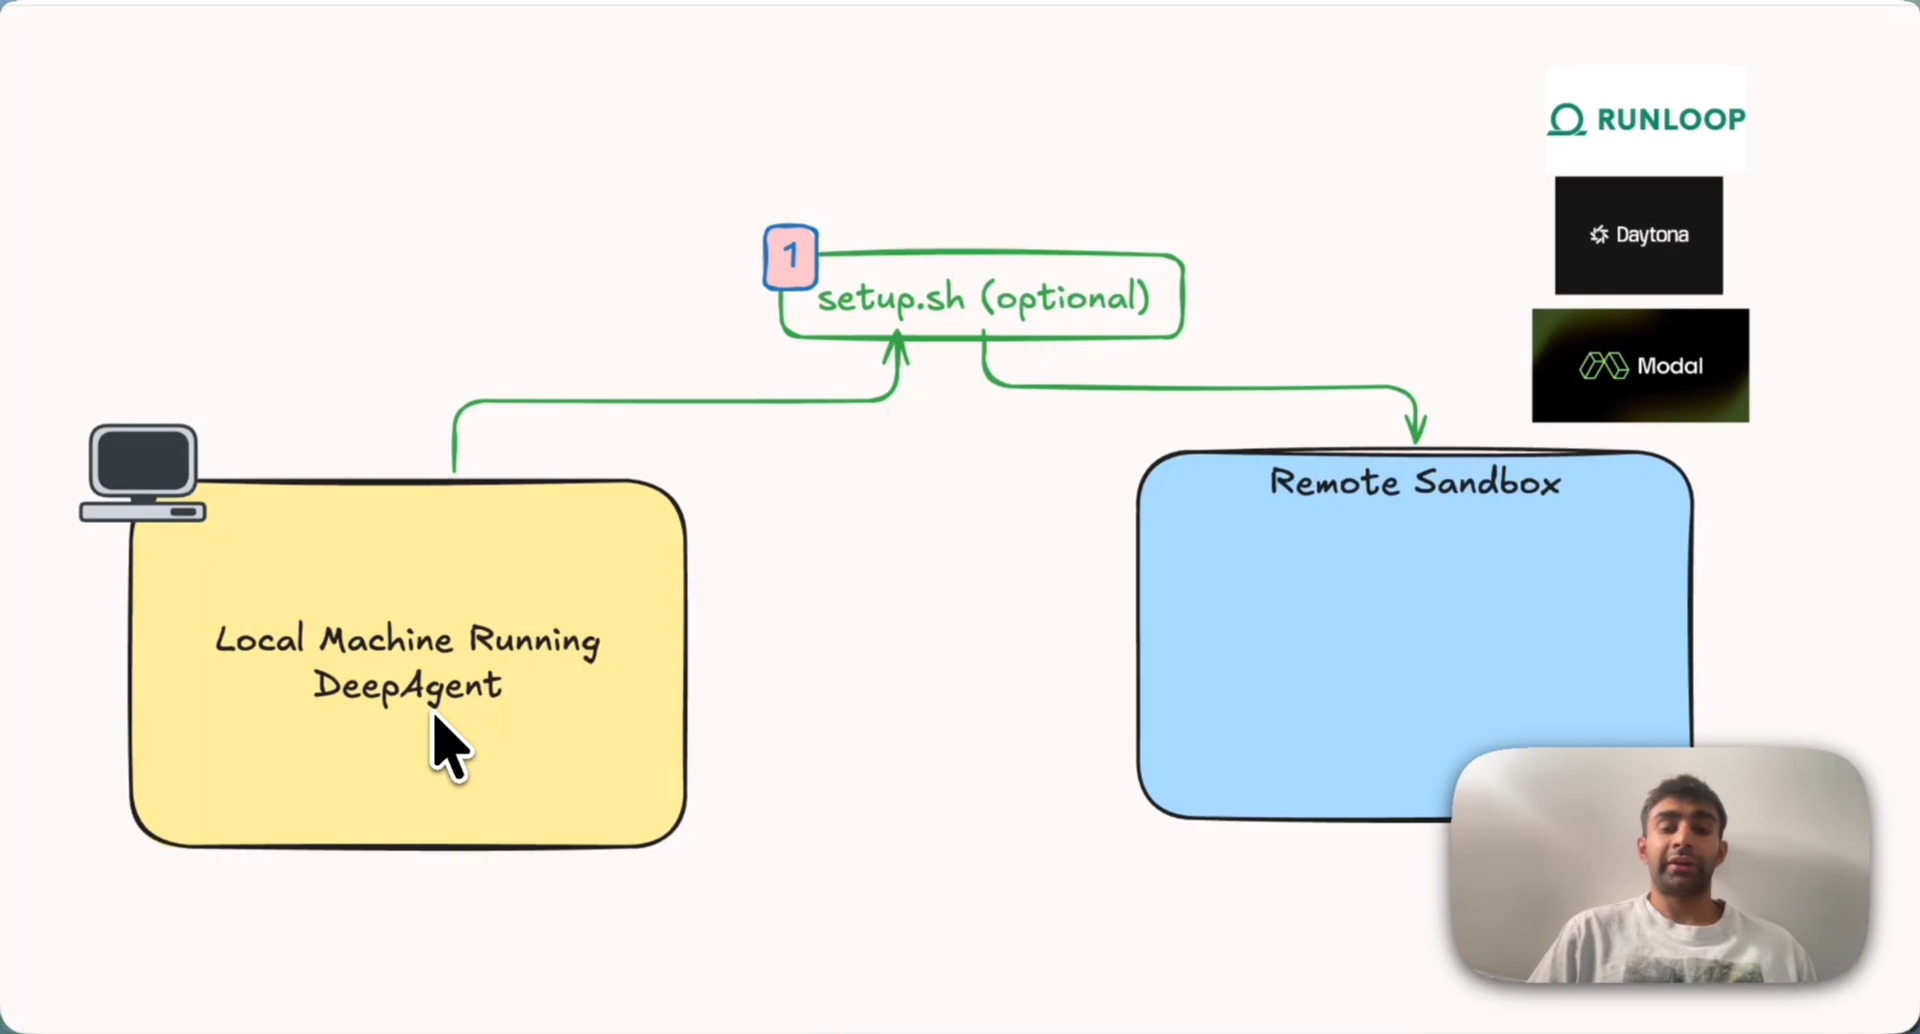 RUNLOOP
Daytona
Modal
1
setup.sh (optional)
Remote Sandbox
Local Machine Running
DeepAgent